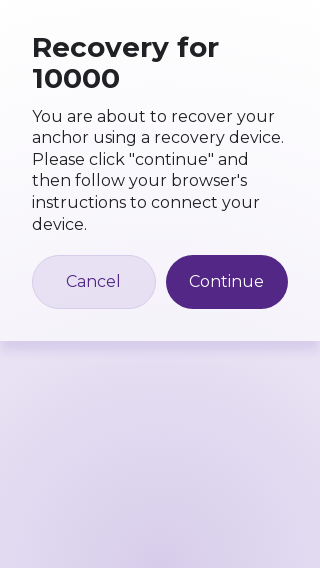 Recovery for
10000
You are about to recover your
anchor using a recovery device.
Please click "continue" and
then follow your browser's
instructions to connect your
device.
Cancel
Continue